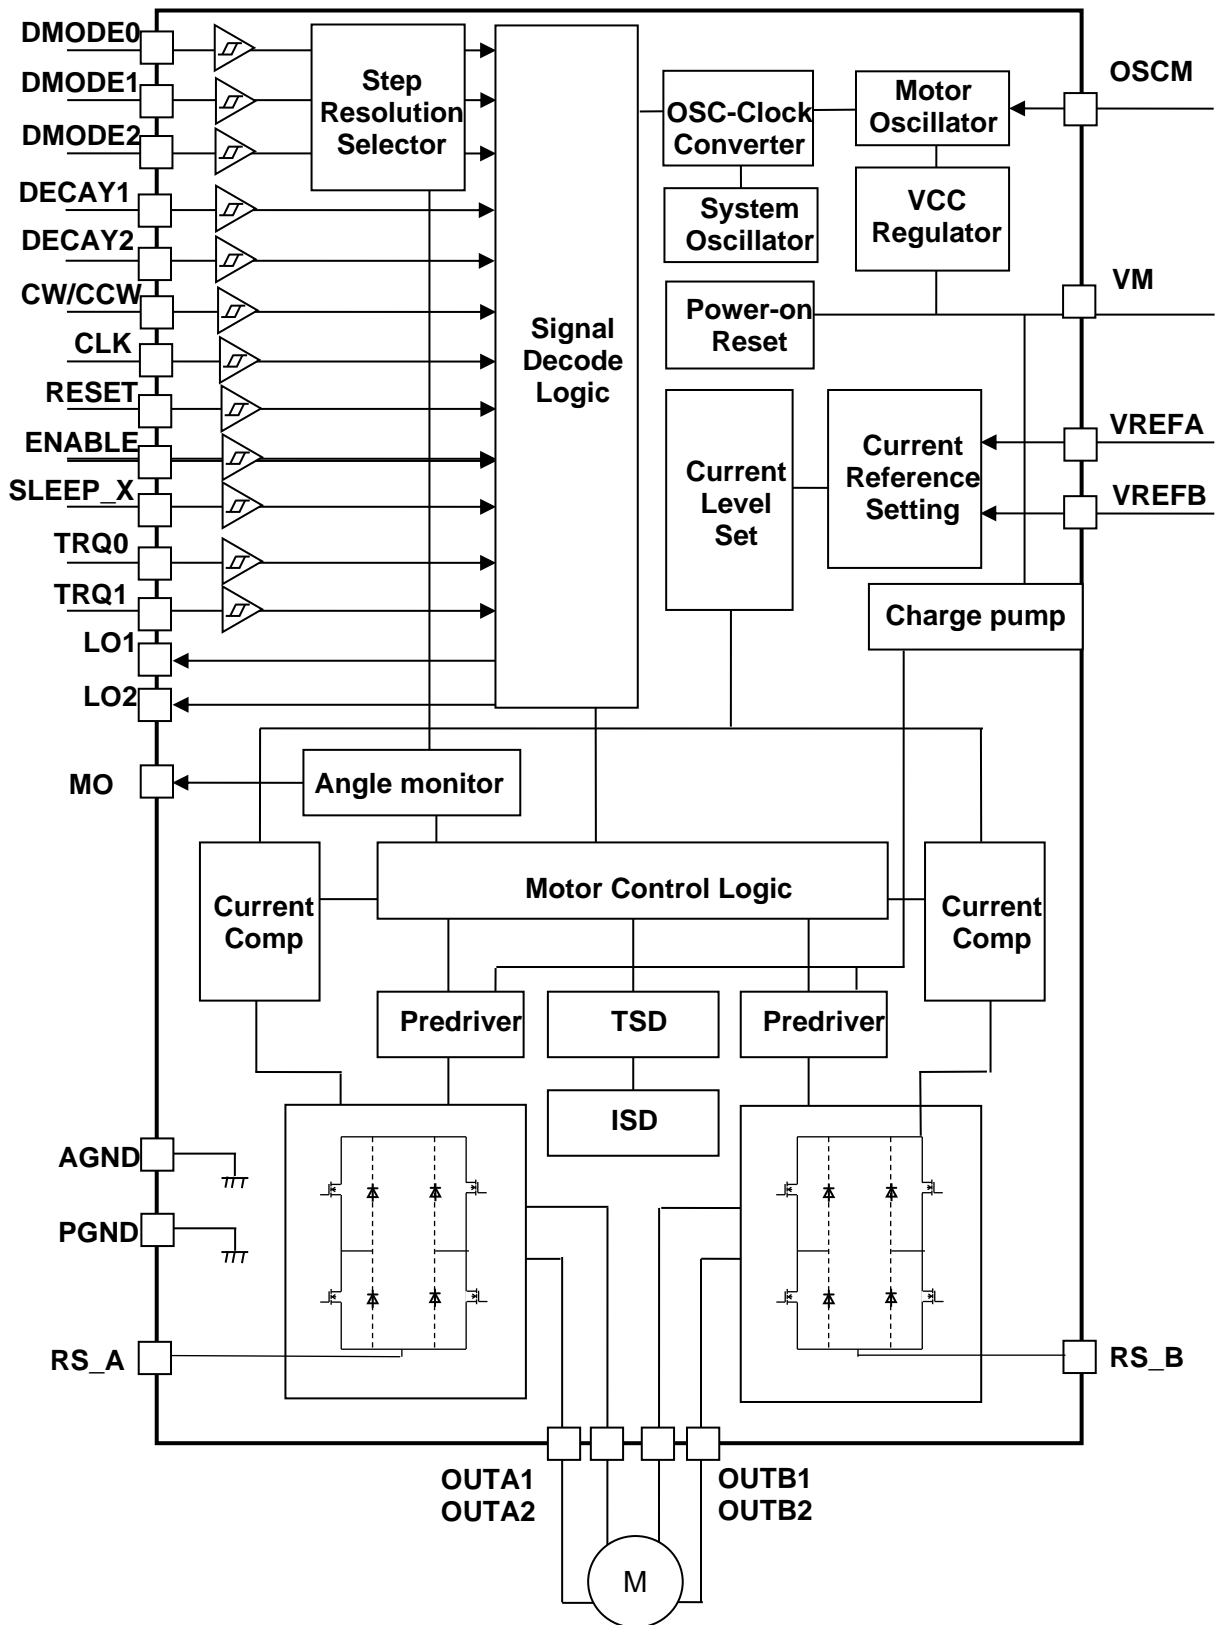 DMODE0
DMODE1
DMODE2
DECAY1
DECAY2
CW/CCW
CLK
RESET
ENABLE
SLEEP_X
TRQ0
TRQ1
LO1
LO2
MO
AGND
PGND
RS_A
Step
Resolution
Selector
Signal
Decode
Logic
OSC-Clock
Converter
Motor
Oscillator
System
Oscillator
VCC
Regulator
Power-on
Reset
Current
Level
Set
Current
Reference
Setting
Charge pump
OSCM
VM
VREFA
VREFB
Angle monitor
Motor Control Logic
Current
Comp
Current
Comp
Predriver
TSD
Predriver
ISD
RS_B
OUTA1
OUTA2
OUTB1
OUTB2
M